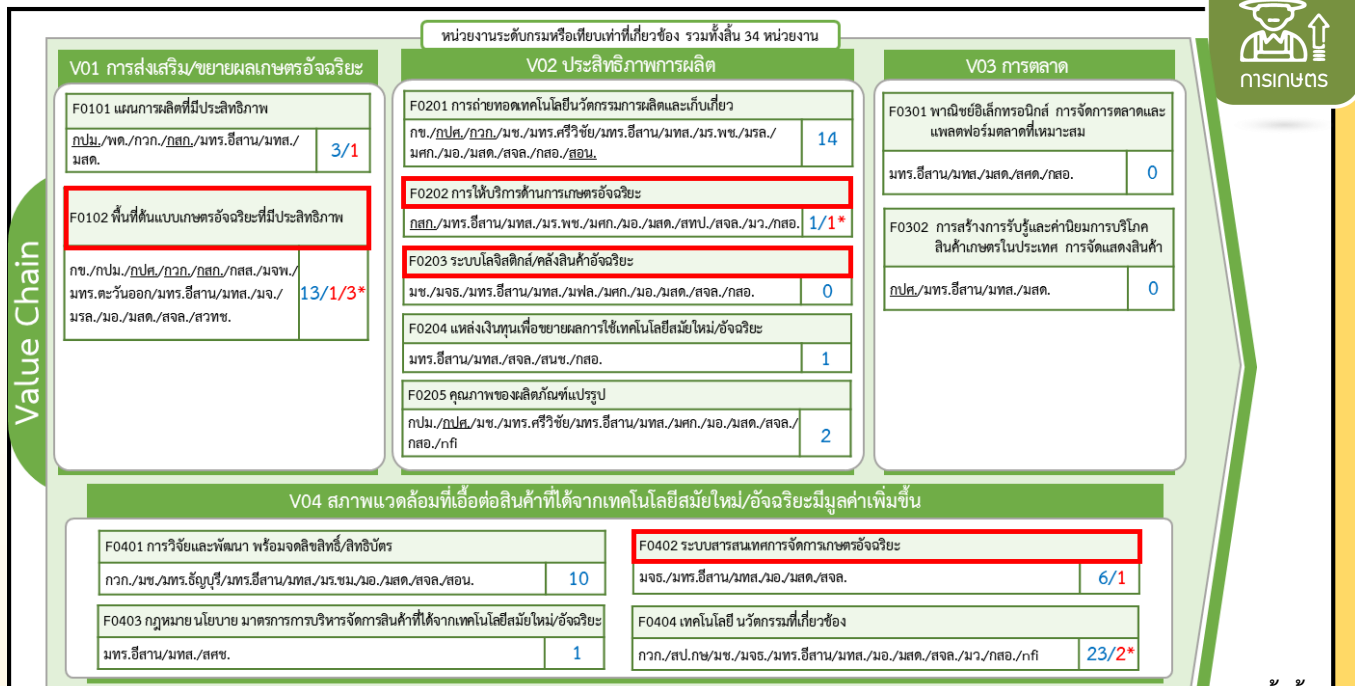 หน่วยงานระดับกรมหรือเทียบเท่าที่เกี่ยวข้อง รวมทั้งสิ้น 34 หน่วยงาน
การเกษตร
Value Chain
V01 การส่งเสริม/ขยายผลเกษตรอัจฉริยะ
F0101 แผนการผลิตที่มีประสิทธิภาพ
กปม./พด./กวก./กสก./มทร.อีสาน/มทส./
มสด.
3/1
F0102 พื้นที่ต้นแบบเกษตรอัจฉริยะที่มีประสิทธิภาพ
กข./กปม./กปศ./กวก./กสก./กสส./มจพ./
มทร.ตะวันออก/มทร.อีสาน/มทส./มจ./
มรล./มอ./มสด./สจล./สวทช.
13/1/3*
V02 ประสิทธิภาพการผลิต
F0201 การถ่ายทอดเทคโนโลยีนวัตกรรมการผลิตและเก็บเกี่ยว
กข./กปศ./กวก./มช./มทร.ศรีวิชัย/มทร.อีสาน/มทส./มร.พช./มรล./
มศก./มอ./มสด./สจล./กสอ./สอน.
14
F0202 การให้บริการด้านการเกษตรอัจฉริยะ
กสก./มทร.อีสาน/มทส./มร.พช./มศก./มอ./มสด./สทป./สจล./มว./กสอ.
1/1*
F0203 ระบบโลจิสติกส์/คลังสินค้าอัจฉริยะ
มช./มจธ./มทร.อีสาน/มทส./มฟล./มศก./มอ./มสด./สจล./กสอ.
0
F0204 แหล่งเงินทุนเพื่อขยายผลการใช้เทคโนโลยีสมัยใหม่/อัจฉริยะ
มทร.อีสาน/มทส./สจล./สนช./กสอ.
1
F0205 คุณภาพของผลิตภัณฑ์แปรรูป
กปม./กปศ./มช./มทร.ศรีวิชัย/มทร.อีสาน/มทส./มศก./มอ./มสด./สจล./
กสอ./nfi
2
V03 การตลาด
F0301 พาณิชย์อิเล็กทรอนิกส์ การจัดการตลาดและ
แพลตฟอร์มตลาดที่เหมาะสม
มทร.อีสาน/มทส./มสด./สศด./กสอ.
0
F0302 การสร้างการรับรู้และค่านิยมการบริโภค
สินค้าเกษตรในประเทศ การจัดแสดงสินค้า
กปศ./มทร.อีสาน/มทส./มสด.
0
V04 สภาพแวดล้อมที่เอื้อต่อสินค้าที่ได้จากเทคโนโลยีสมัยใหม่/อัจฉริยะมีมูลค่าเพิ่มขึ้น
F0401 การวิจัยและพัฒนา พร้อมจดลิขสิทธิ์/สิทธิบัตร
กวก./มช./มทร.ธัญบุรี/มทร.อีสาน/มทส./มร.ชม./มอ./มสด./สจล./สอน.
10
F0402 ระบบสารสนเทศการจัดการเกษตรอัจฉริยะ
มจธ./มทร.อีสาน/มทส./มอ./มสด./สจล.
6/1
F0403 กฎหมาย นโยบาย มาตรการการบริหารจัดการสินค้าที่ได้จากเทคโนโลยีสมัยใหม่/อัจฉริยะ
มทร.อีสาน/มทส./สศช.
1
F0404 เทคโนโลยี นวัตกรรมที่เกี่ยวข้อง
กวก./สป.กษ/มช./มจธ./มทร.อีสาน/มทส./มอ./มสด./สจล./มว./กสอ./nfi
23/2*